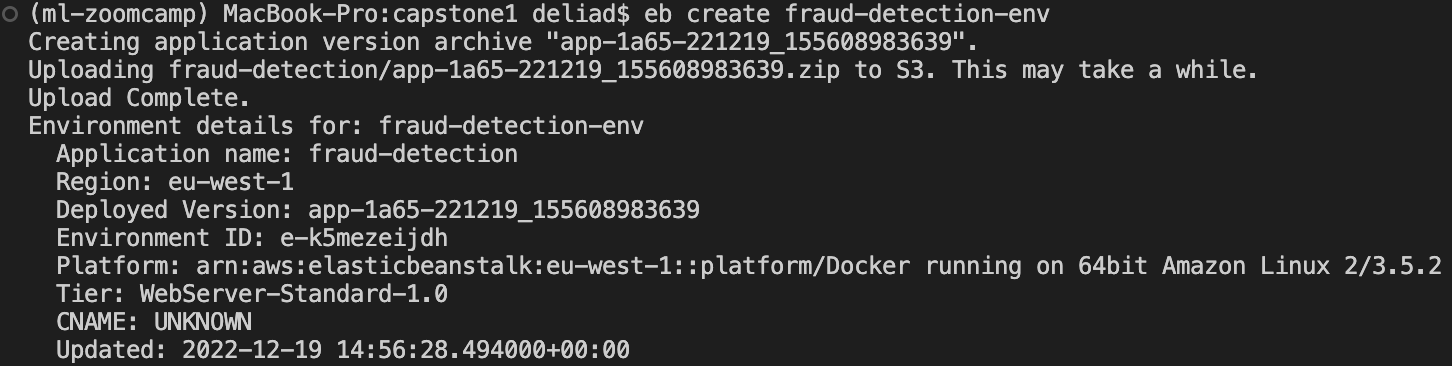 (ml-zoomcamp) MacBook-Pro:capstone1 deliad$ eb create fraud-detection-env
Creating application version archive "app-1a65-221219_155608983639".
Uploading fraud-detection/app-1a65-221219_155608983639.zip to S3. This may take a while.
Upload Complete.
Environment details for: fraud-detection-env
  Application name: fraud-detection
  Region: eu-west-1
  Deployed Version: app-1a65-221219_155608983639
  Environment ID: e-k5mezeijdh
  Platform: arn:aws:elasticbeanstalk:eu-west-1::platform/Docker running on 64bit Amazon Linux 2/3.5.2
  Tier: WebServer-Standard-1.0
  CNAME: UNKNOWN
  Updated: 2022-12-19 14:56:28.494000+00:00